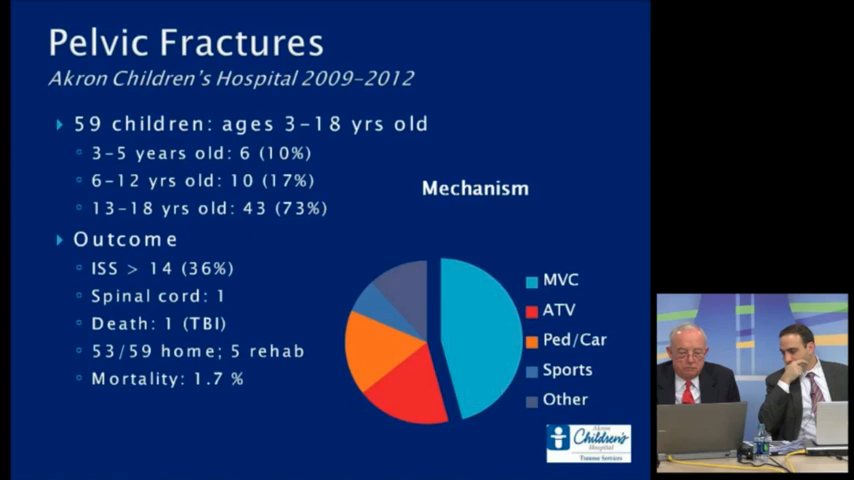 Pelvic Fractures
Akron Children's Hospital 2009-2012
59 children: ages 3-18 yrs old
3-5 years old: 6 (10%)
6-12 yrs old: 10 (17%)
13-18 yrs old: 43 (73%)
Outcome
ISS > 14 (36%)
Spinal cord: 1
Death: 1 (TBI)
53/59 home; 5 rehab
Mortality: 1.7 %
Mechanism
MVC
ATV
Ped/Car
Sports
Other
Akron
Children's
Hospital
Trauma Services